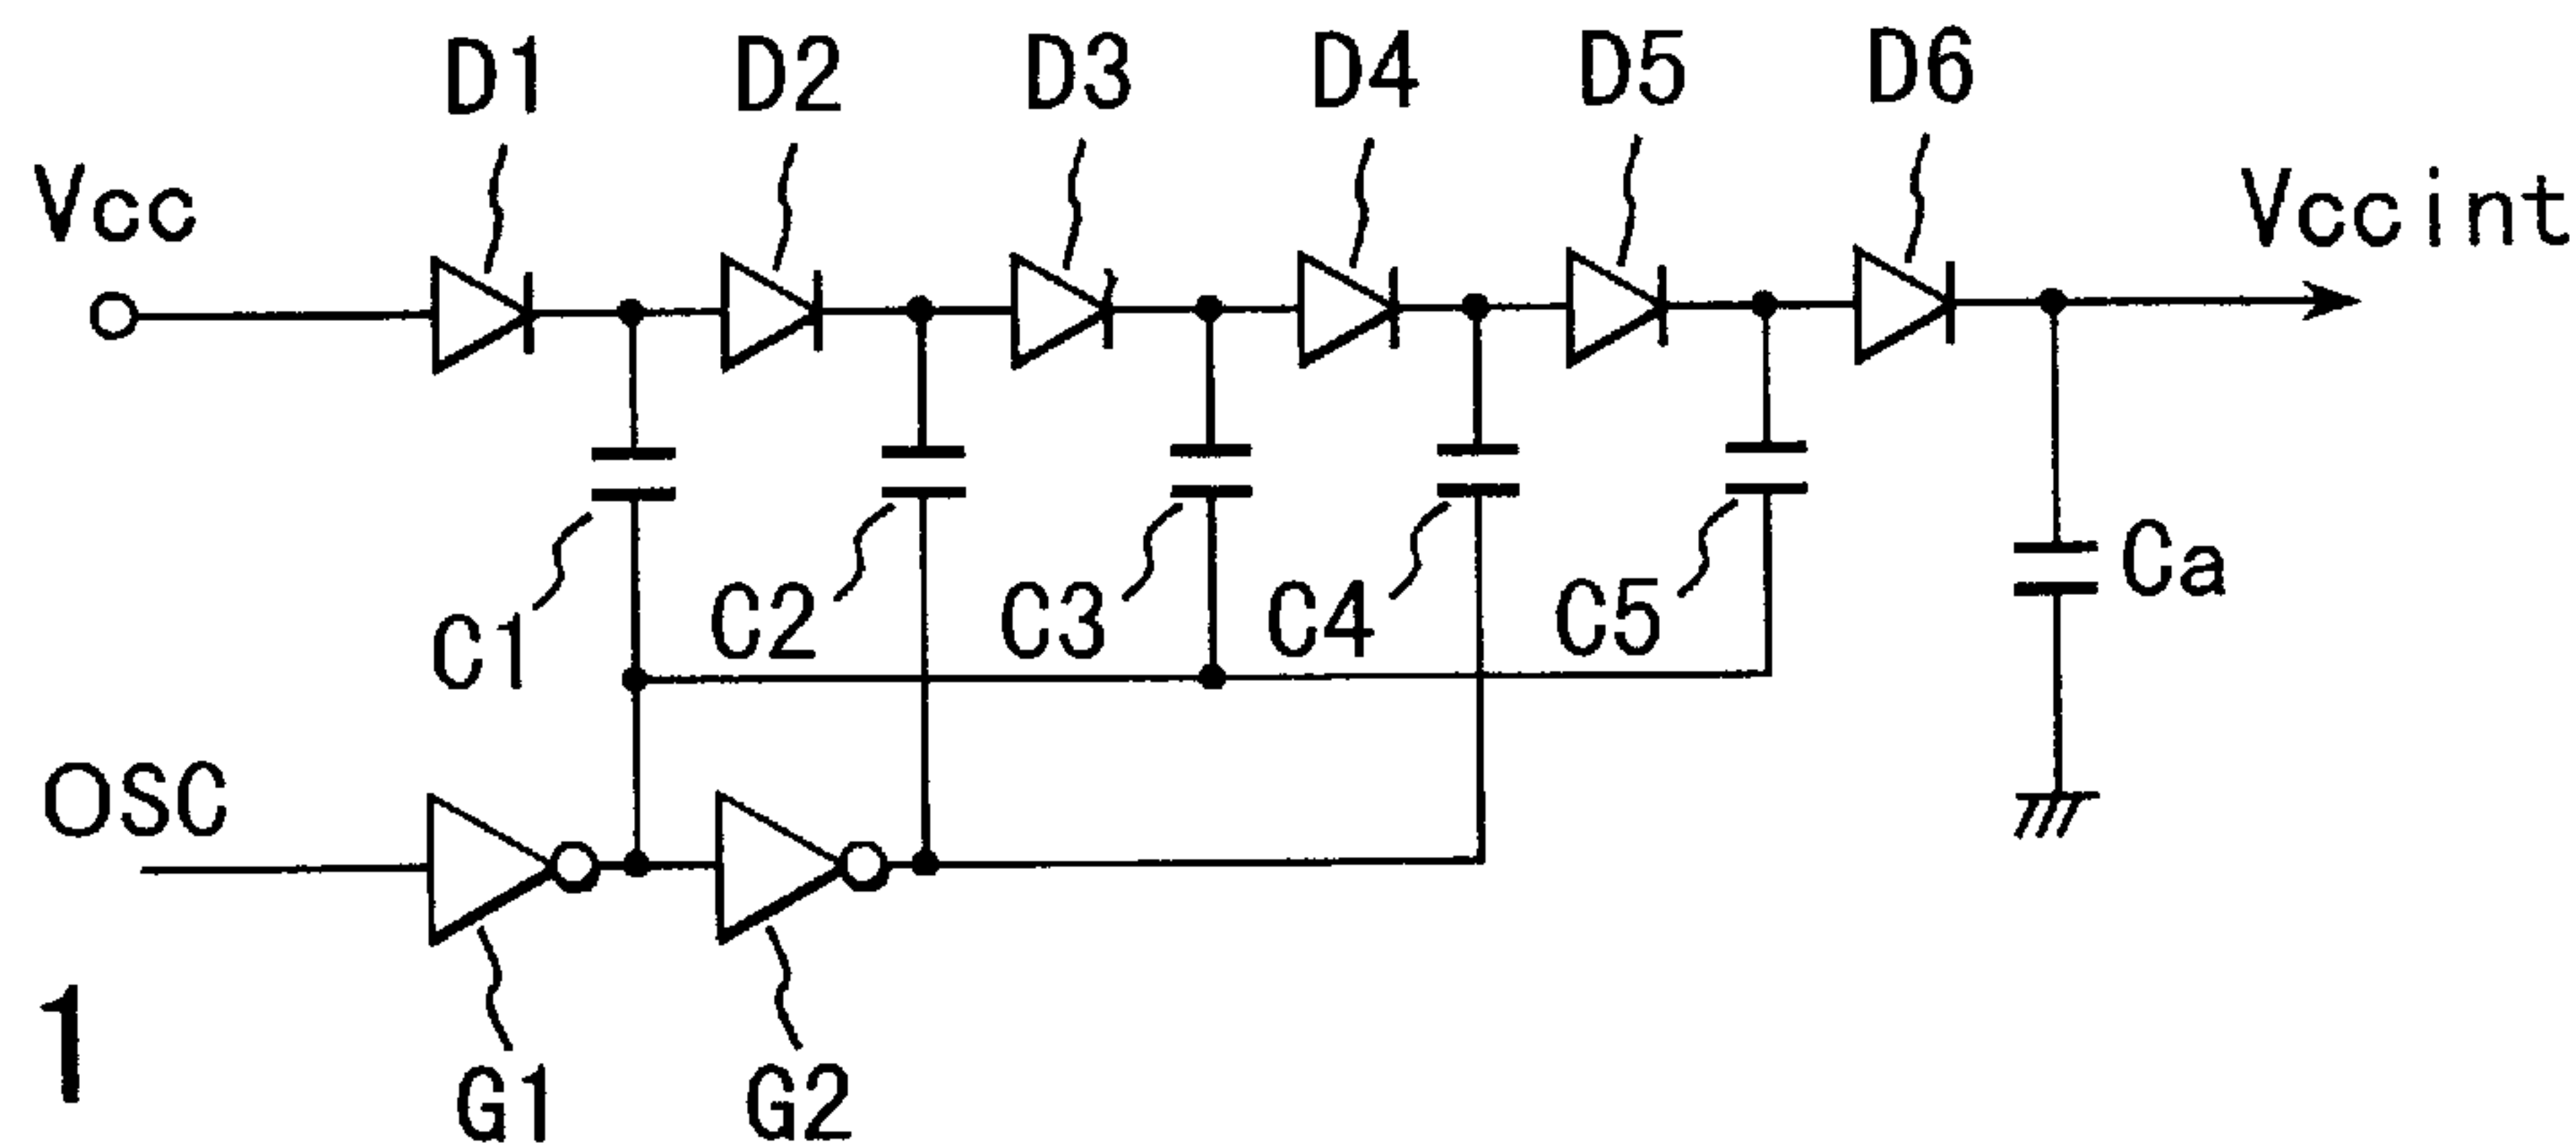 D1 D2 D3 D4 D5 D6
Vcc Vccint
C1 C2 C3 C4 C5 Ca
OSC
1
G1 G2